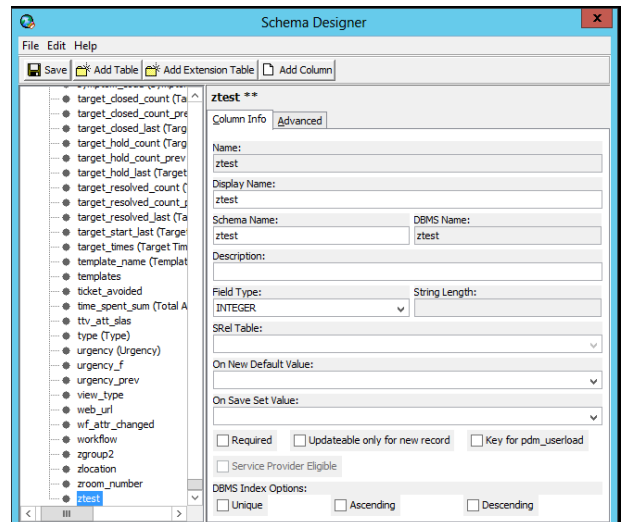 Schema Designer
x
File Edit Help
Save Add Table Add Extension Table Add Column
target_closed_count (Ta
target_closed_count_pre
target_closed_last (Targ
target_hold_count (Targ
target_hold_count_prev
target_hold_last (Target
target_resolved_count (
target_resolved_count_p
target_resolved_last (Ta
target_start_last (Target
target_times (Target Tim
template_name (Templat
templates
ticket_avoided
time_spent_sum (Total A
ttv_att_slas
type (Type)
urgency (Urgency)
urgency_f
urgency_prev
view_type
web_url
wf_attr_changed
workflow
zgroup2
zlocation
zroom_number
ztest
ztest **
Column Info Advanced
Name:
ztest
Display Name:
ztest
Schema Name: DBMS Name:
ztest ztest
Description:
Field Type: String Length:
INTEGER
SRel Table:
On New Default Value:
On Save Set Value:
Required Updateable only for new record Key for pdm_userload
Service Provider Eligible
DBMS Index Options:
Unique Ascending Descending